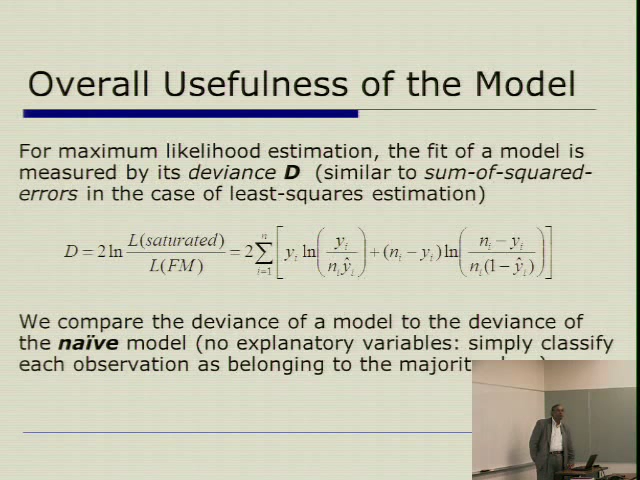 Overall Usefulness of the Model
For maximum likelihood estimation, the fit of a model is
measured by its deviance D (similar to sum-of-squared-
errors in the case of least-squares estimation)
D = 2 ln L(saturated) / L(FM) = 2 ∑_{i=1}^{n} [ y_i ln( y_i / n_i ŷ_i ) + (n_i − y_i) ln( n_i − y_i / n_i (1 − ŷ_i) ) ]
We compare the deviance of a model to the deviance of
the naïve model (no explanatory variables: simply classify
each observation as belonging to the